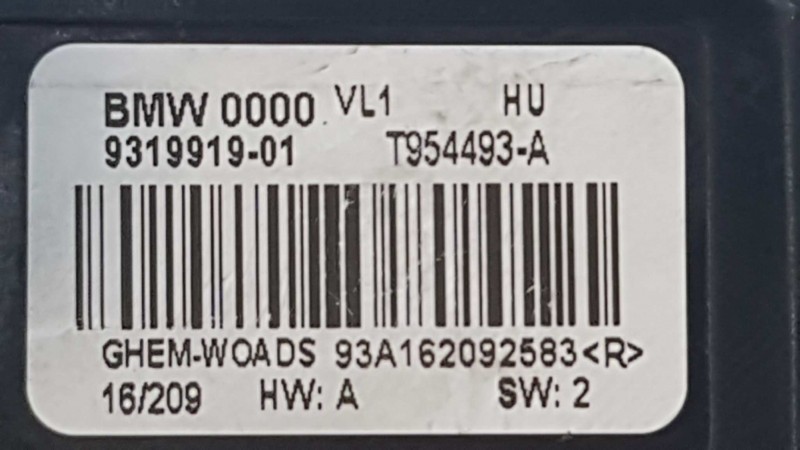 BMW 0000 VL1 HU
9319919-01 T954493-A
GHEM-WOADS 93A162092583<R>
16/209 HW: A SW: 2